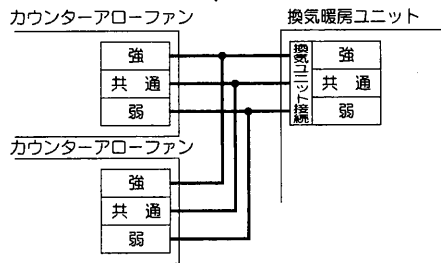 カウンターアローファン
強
共 通
弱
カウンターアローファン
強
共 通
弱
換気暖房ユニット
換気ユニット接続
強
共 通
弱